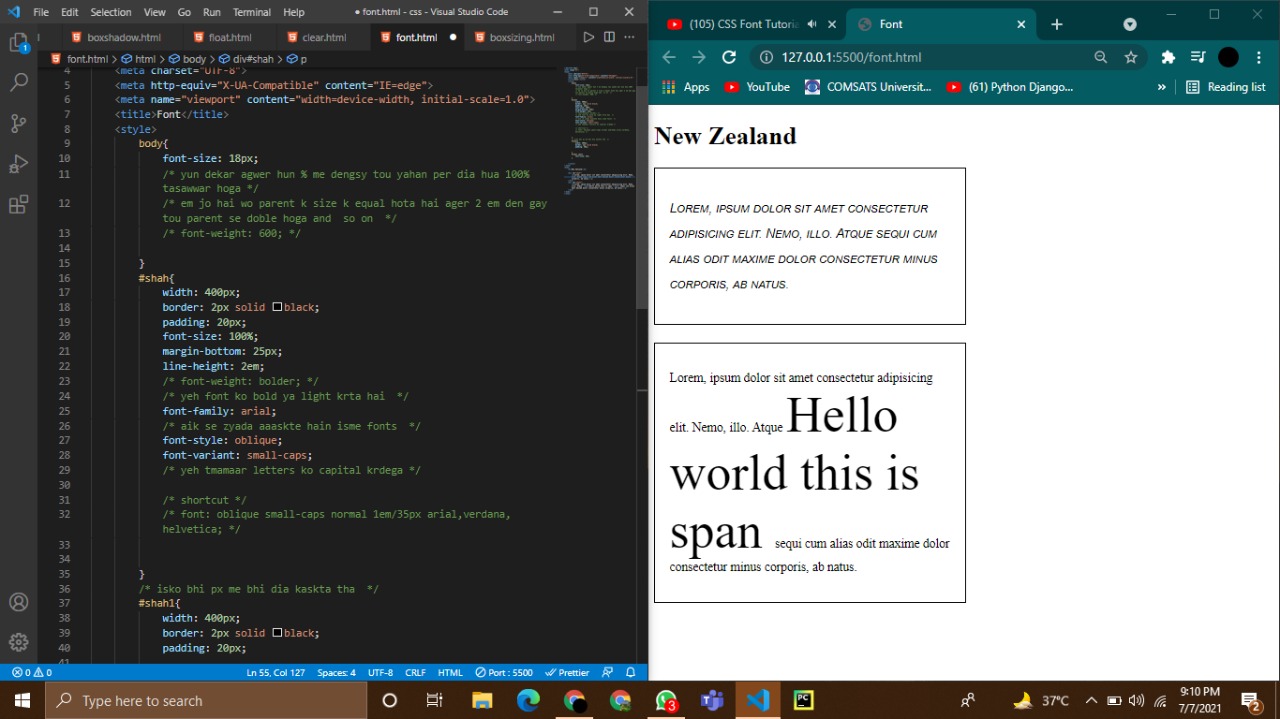 File Edit Selection View Go Run Terminal Help ● font.html - css - Visual Studio Code
boxshadow.html float.html clear.html font.html ● boxsizing.html
font.html > html > body > div#shah > p
4 <meta charset="UTF-8">
5 <meta http-equiv="X-UA-Compatible" content="IE=edge">
6 <meta name="viewport" content="width=device-width, initial-scale=1.0">
7 <title>Font</title>
8 <style>
9 body{
10 font-size: 18px;
11 /* yun dekar agwer hun % me dengsy tou yahan per dia hua 100%
tasawwar hoga */
12 /* em jo hai wo parent k size k equal hota hai ager 2 em den gay
tou parent se doble hoga and  so on  */
13 /* font-weight: 600; */
14
15 }
16 #shah{
17 width: 400px;
18 border: 2px solid black;
19 padding: 20px;
20 font-size: 100%;
21 margin-bottom: 25px;
22 line-height: 2em;
23 /* font-weight: bolder; */
24 /* yeh font ko bold ya light krta hai  */
25 font-family: arial;
26 /* aik se zyada aaaskte hain isme fonts  */
27 font-style: oblique;
28 font-variant: small-caps;
29 /* yeh tmamaar letters ko capital krdega */
30
31 /* shortcut */
32 /* font: oblique small-caps normal 1em/35px arial,verdana,
helvetica; */
33
34
35 }
36 /* isko bhi px me bhi dia kaskta tha  */
37 #shah1{
38 width: 400px;
39 border: 2px solid black;
40 padding: 20px;
41
0 0 Ln 55, Col 127 Spaces: 4 UTF-8 CRLF HTML Port : 5500 Prettier
(105) CSS Font Tutoria Font
127.0.0.1:5500/font.html
Apps YouTube COMSATS Universit... (61) Python Django... » Reading list
New Zealand
Lorem, ipsum dolor sit amet consectetur
adipisicing elit. Nemo, illo. Atque sequi cum
alias odit maxime dolor consectetur minus
corporis, ab natus.
Lorem, ipsum dolor sit amet consectetur adipisicing
elit. Nemo, illo. Atque Hello
world this is
span sequi cum alias odit maxime dolor
consectetur minus corporis, ab natus.
Type here to search 3 PC 37°C 9:10 PM
7/7/2021 2